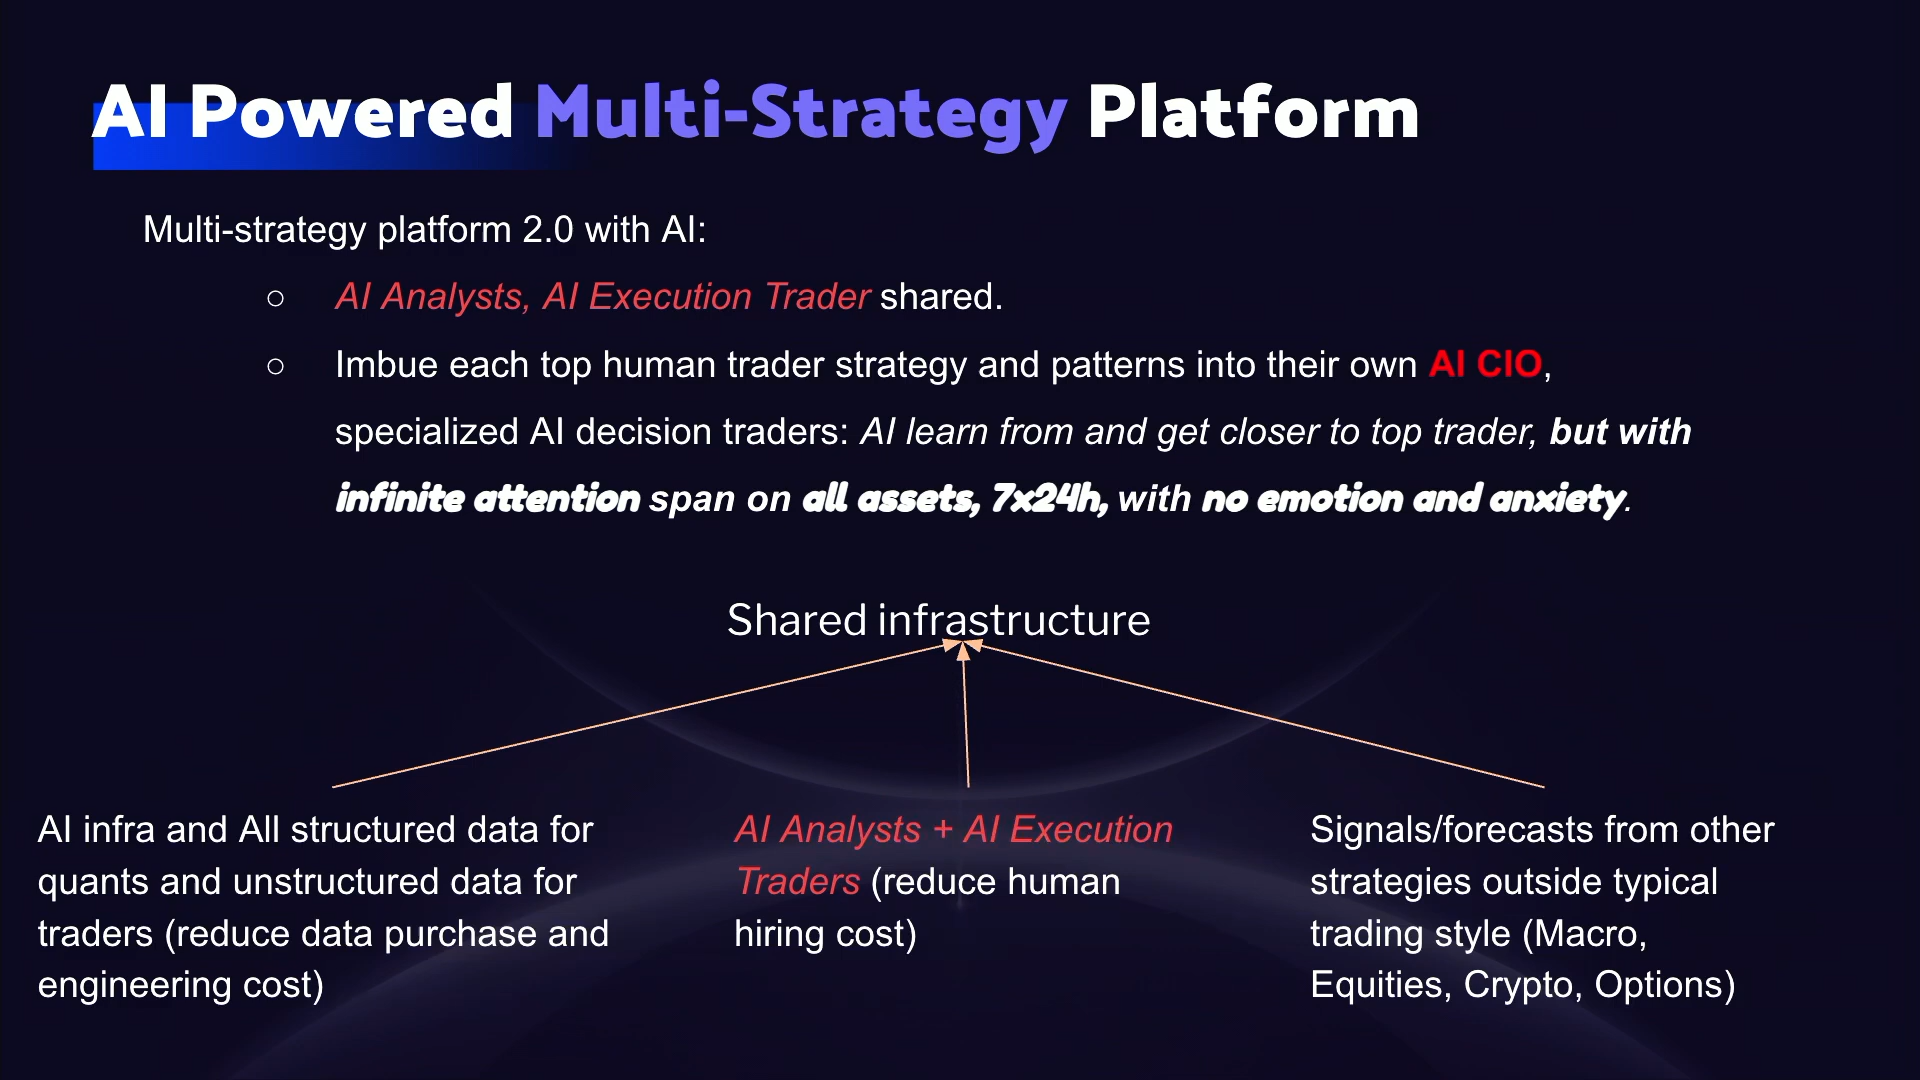 AI Powered Multi-Strategy Platform
Multi-strategy platform 2.0 with AI:
○ AI Analysts, AI Execution Trader shared.
○ Imbue each top human trader strategy and patterns into their own AI CIO,
specialized AI decision traders: AI learn from and get closer to top trader, but with
infinite attention span on all assets, 7x24h, with no emotion and anxiety.
Shared infrastructure
AI infra and All structured data for
quants and unstructured data for
traders (reduce data purchase and
engineering cost)
AI Analysts + AI Execution
Traders (reduce human
hiring cost)
Signals/forecasts from other
strategies outside typical
trading style (Macro,
Equities, Crypto, Options)